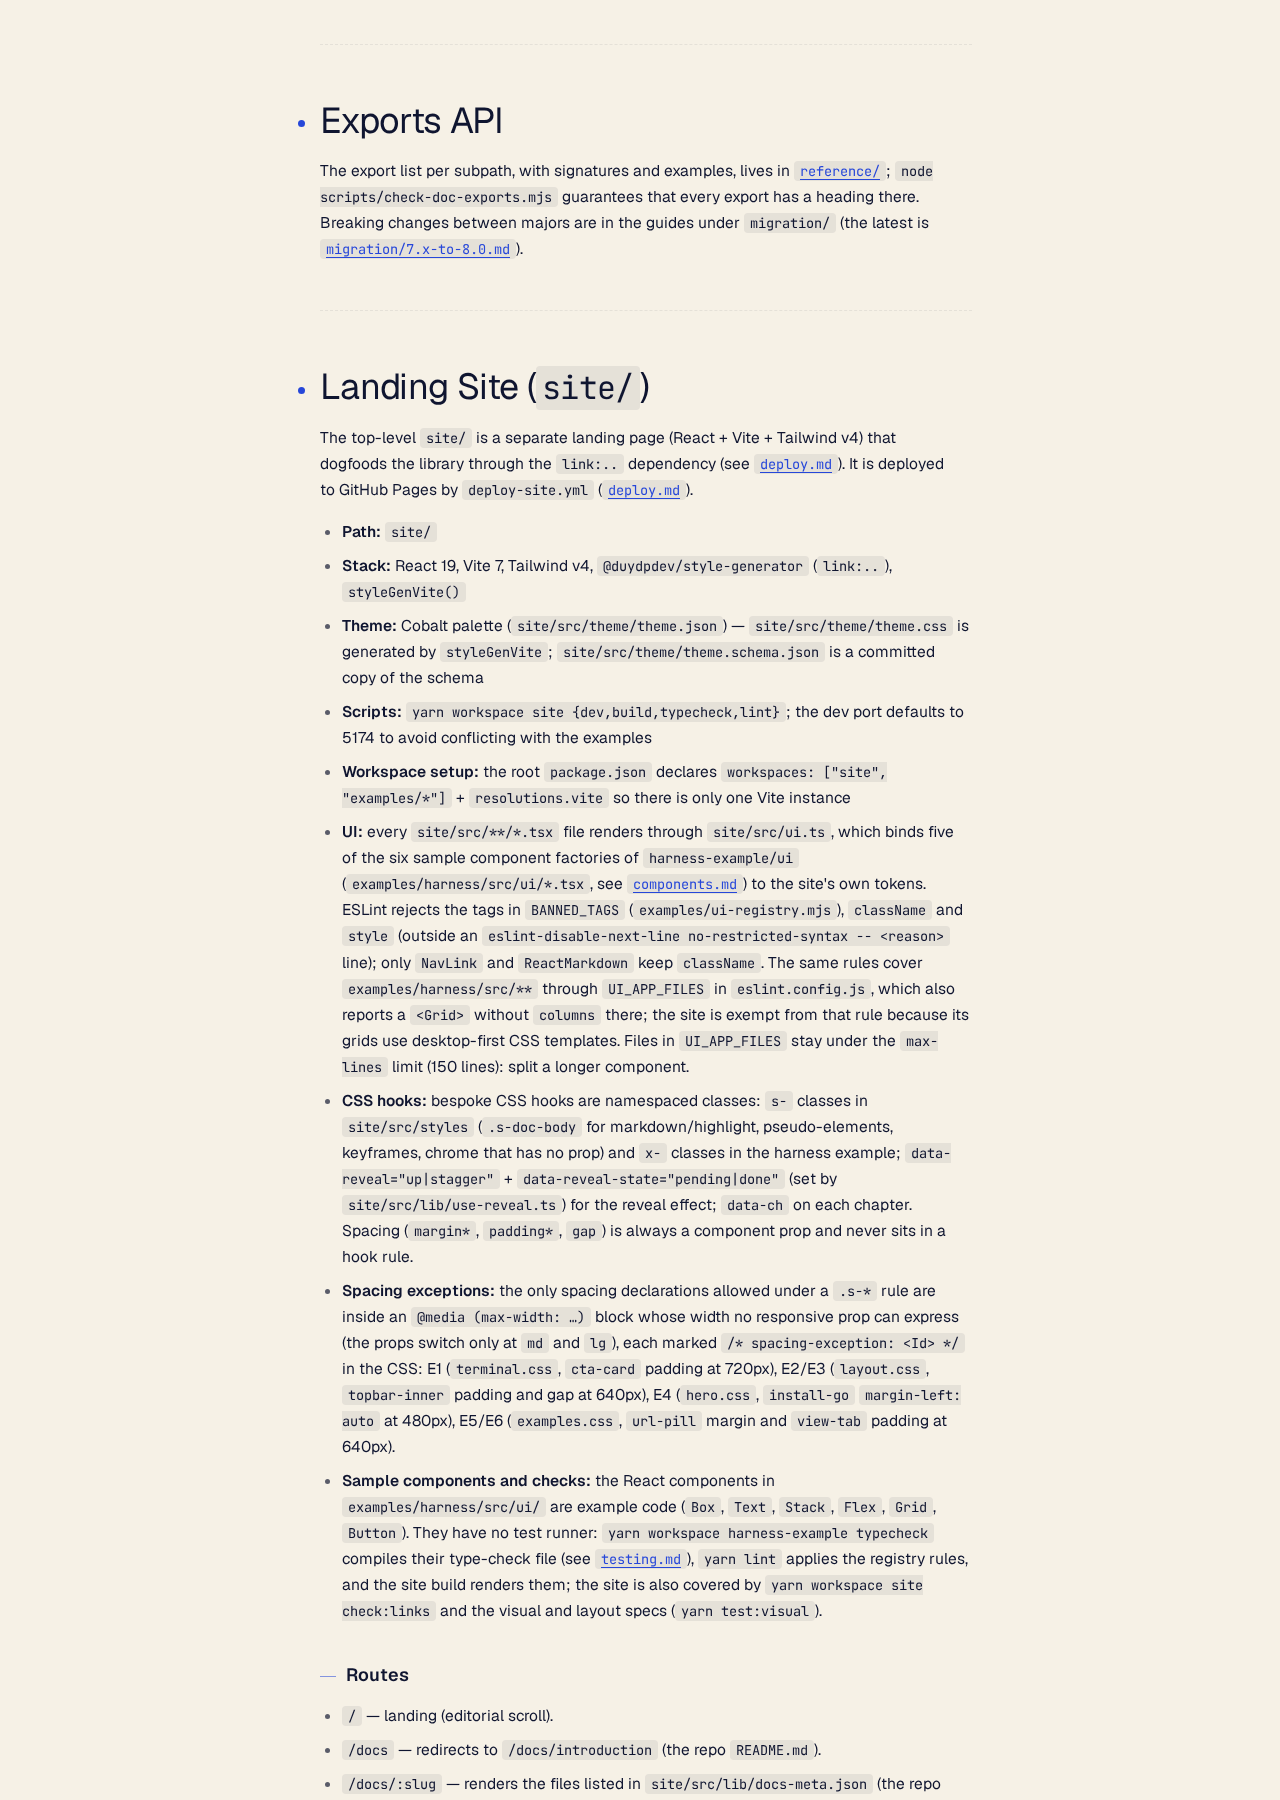 Exports API
The export list per subpath, with signatures and examples, lives in reference/ ; node
scripts/check-doc-exports.mjs guarantees that every export has a heading there.
Breaking changes between majors are in the guides under migration/ (the latest is
migration/7.x-to-8.0.md ).
Landing Site (site/)
The top-level site/ is a separate landing page (React + Vite + Tailwind v4) that
dogfoods the library through the link:.. dependency (see deploy.md ). It is deployed
to GitHub Pages by deploy-site.yml ( deploy.md ).
• Path: site/
• Stack: React 19, Vite 7, Tailwind v4, @duydpdev/style-generator ( link:.. ),
styleGenVite()
• Theme: Cobalt palette ( site/src/theme/theme.json ) — site/src/theme/theme.css is
generated by styleGenVite ; site/src/theme/theme.schema.json is a committed
copy of the schema
• Scripts: yarn workspace site {dev,build,typecheck,lint} ; the dev port defaults to
5174 to avoid conflicting with the examples
• Workspace setup: the root package.json declares workspaces: ["site",
"examples/*"] + resolutions.vite so there is only one Vite instance
• UI: every site/src/**/*.tsx file renders through site/src/ui.ts , which binds five
of the six sample component factories of harness-example/ui
( examples/harness/src/ui/*.tsx , see components.md ) to the site's own tokens.
ESLint rejects the tags in BANNED_TAGS ( examples/ui-registry.mjs ), className and
style (outside an eslint-disable-next-line no-restricted-syntax -- <reason>
line); only NavLink and ReactMarkdown keep className . The same rules cover
examples/harness/src/** through UI_APP_FILES in eslint.config.js , which also
reports a <Grid> without columns there; the site is exempt from that rule because its
grids use desktop-first CSS templates. Files in UI_APP_FILES stay under the max-
lines limit (150 lines): split a longer component.
• CSS hooks: bespoke CSS hooks are namespaced classes: s- classes in
site/src/styles ( .s-doc-body for markdown/highlight, pseudo-elements,
keyframes, chrome that has no prop) and x- classes in the harness example; data-
reveal="up|stagger" + data-reveal-state="pending|done" (set by
site/src/lib/use-reveal.ts ) for the reveal effect; data-ch on each chapter.
Spacing ( margin* , padding* , gap ) is always a component prop and never sits in a
hook rule.
• Spacing exceptions: the only spacing declarations allowed under a .s-* rule are
inside an @media (max-width: …) block whose width no responsive prop can express
(the props switch only at md and lg ), each marked /* spacing-exception: <Id> */
in the CSS: E1 ( terminal.css , cta-card padding at 720px), E2/E3 ( layout.css ,
topbar-inner padding and gap at 640px), E4 ( hero.css , install-go margin-left:
auto at 480px), E5/E6 ( examples.css , url-pill margin and view-tab padding at
640px).
• Sample components and checks: the React components in
examples/harness/src/ui/ are example code ( Box , Text , Stack , Flex , Grid ,
Button ). They have no test runner: yarn workspace harness-example typecheck
compiles their type-check file (see testing.md ), yarn lint applies the registry rules,
and the site build renders them; the site is also covered by yarn workspace site
check:links and the visual and layout specs ( yarn test:visual ).
— Routes
• / — landing (editorial scroll).
• /docs — redirects to /docs/introduction (the repo README.md ).
• /docs/:slug — renders the files listed in site/src/lib/docs-meta.json (the repo